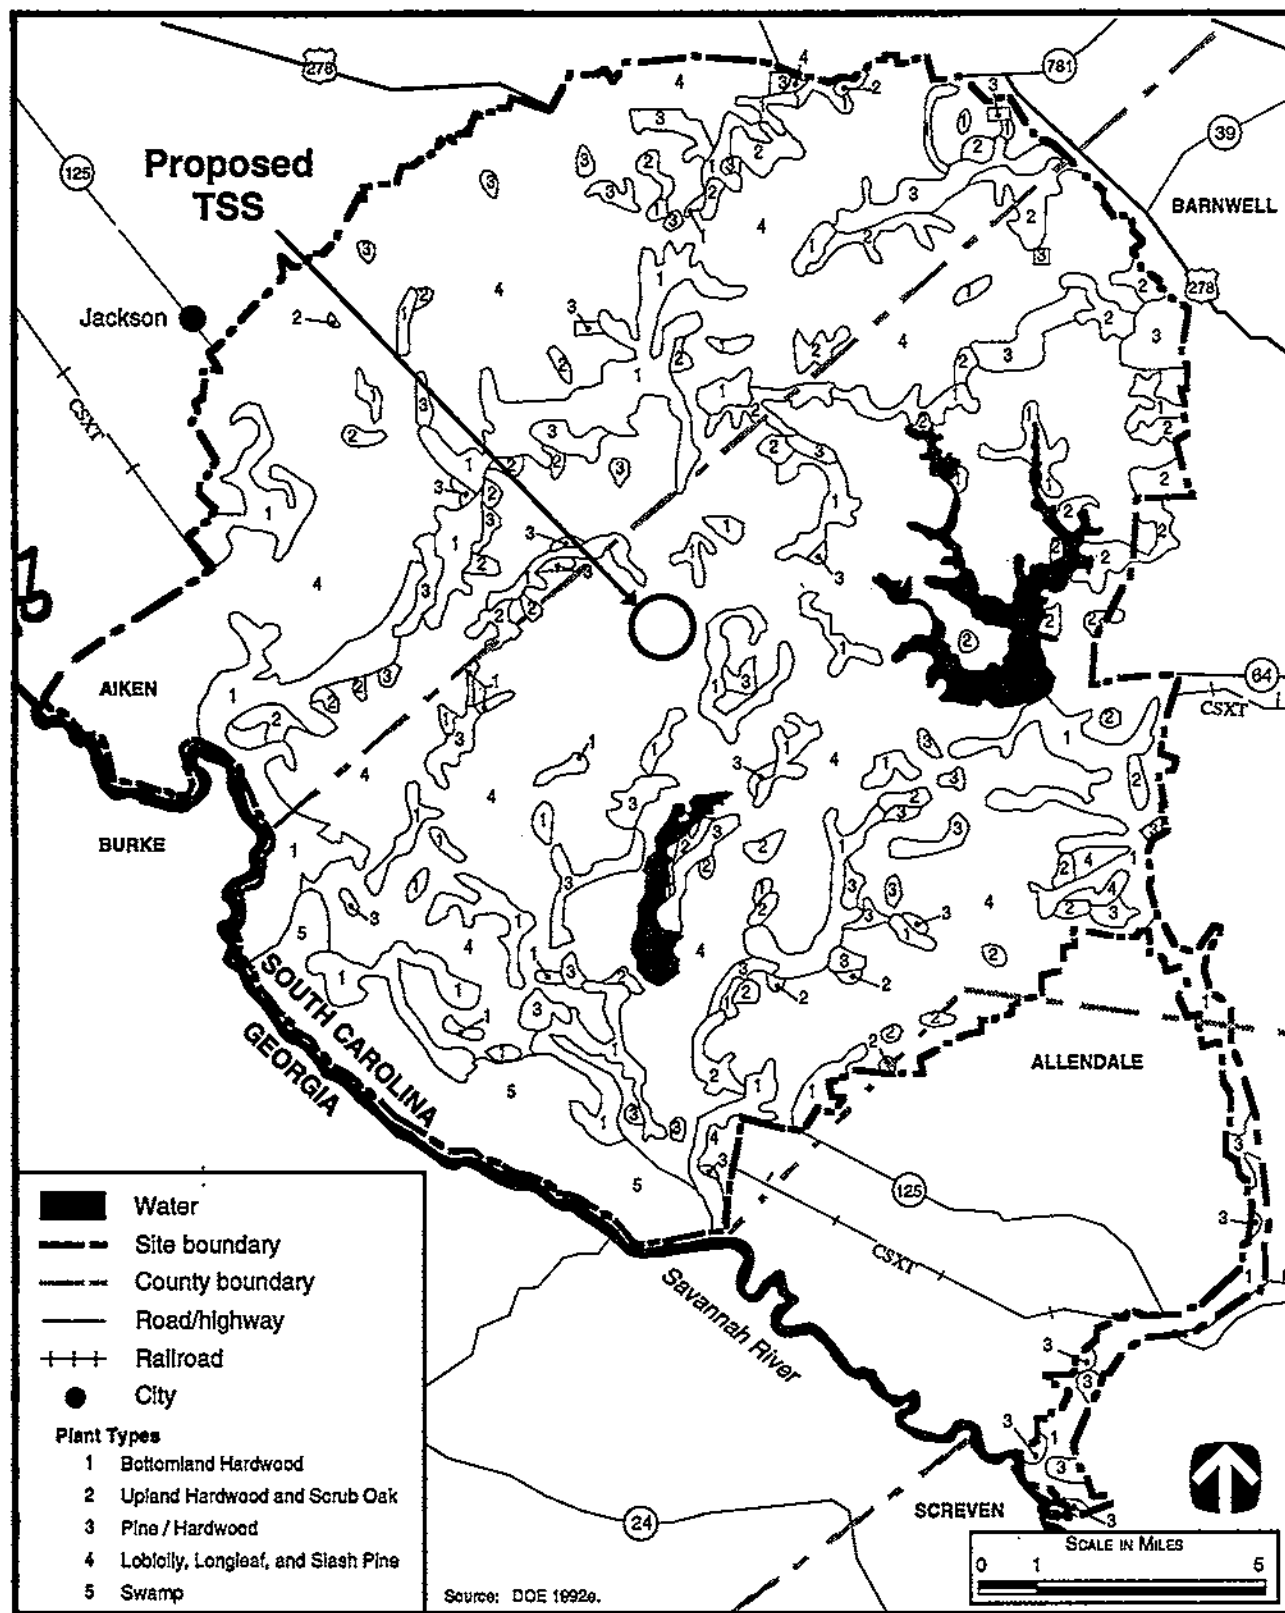 278
781
39
125
Proposed
TSS
BARNWELL
278
Jackson
CSXT
AIKEN
64
CSXT
BURKE
SOUTH CAROLINA
GEORGIA
ALLENDALE
125
CSXT
Savannah River
SCREVEN
24
Water
Site boundary
County boundary
Road/highway
Railroad
City
Plant Types
1 Bottomland Hardwood
2 Upland Hardwood and Scrub Oak
3 Pine / Hardwood
4 Loblolly, Longleaf, and Slash Pine
5 Swamp
Source: DOE 1992e.
SCALE IN MILES
0 1 5